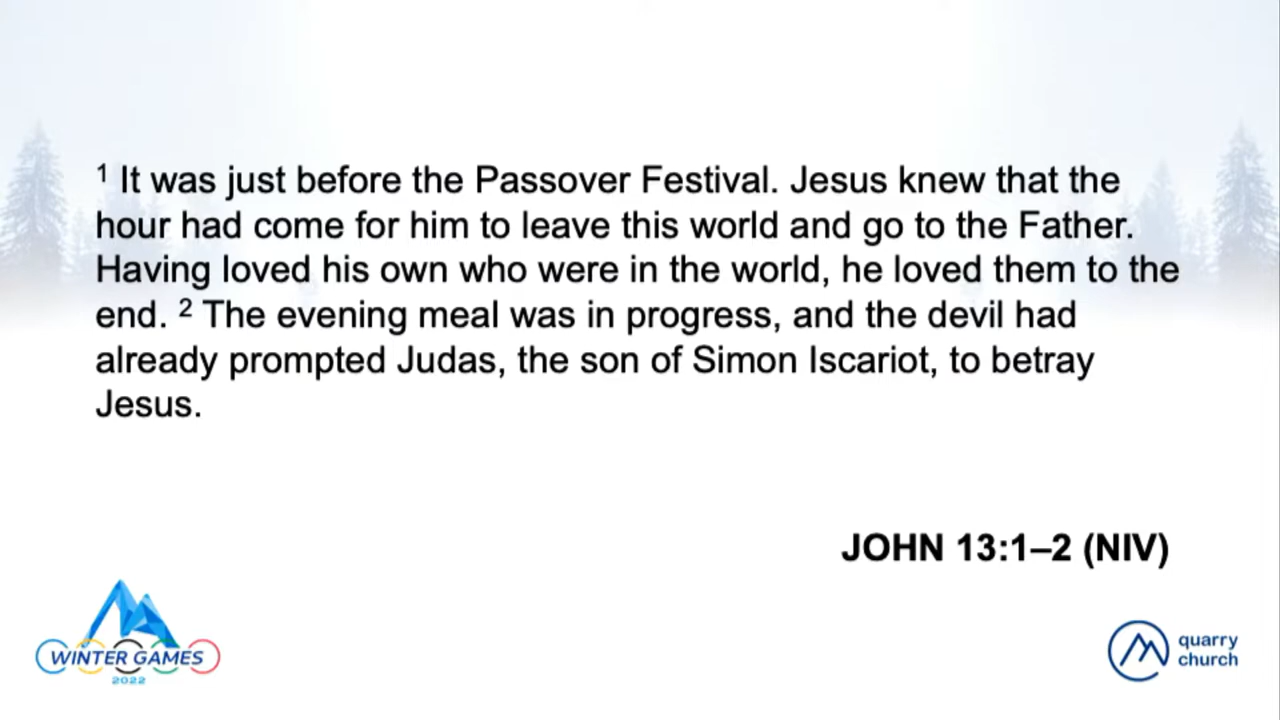 ¹ It was just before the Passover Festival. Jesus knew that the
hour had come for him to leave this world and go to the Father.
Having loved his own who were in the world, he loved them to the
end. ² The evening meal was in progress, and the devil had
already prompted Judas, the son of Simon Iscariot, to betray
Jesus.
JOHN 13:1–2 (NIV)
WINTER GAMES
2022
quarry
church